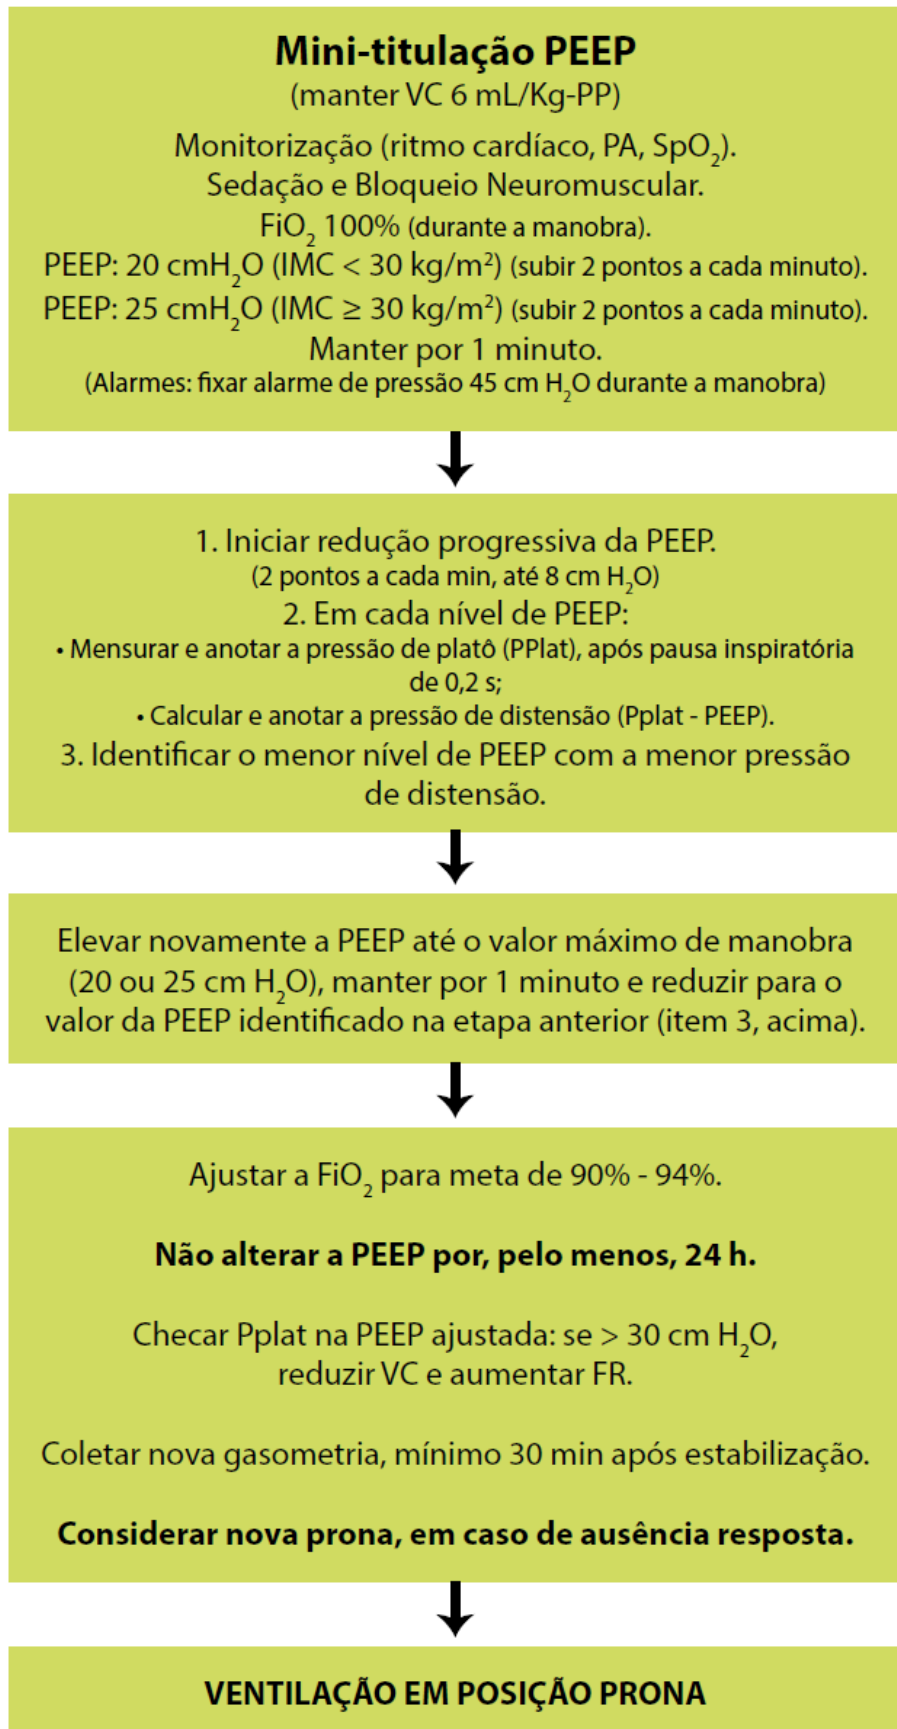 Mini-titulação PEEP
(manter VC 6 mL/Kg-PP)
Monitorização (ritmo cardíaco, PA, SpO₂).
Sedação e Bloqueio Neuromuscular.
FiO₂ 100% (durante a manobra).
PEEP: 20 cmH₂O (IMC < 30 kg/m²) (subir 2 pontos a cada minuto).
PEEP: 25 cmH₂O (IMC ≥ 30 kg/m²) (subir 2 pontos a cada minuto).
Manter por 1 minuto.
(Alarmes: fixar alarme de pressão 45 cm H₂O durante a manobra)
1. Iniciar redução progressiva da PEEP.
(2 pontos a cada min, até 8 cm H₂O)
2. Em cada nível de PEEP:
• Mensurar e anotar a pressão de platô (PPlat), após pausa inspiratória
de 0,2 s;
• Calcular e anotar a pressão de distensão (Pplat - PEEP).
3. Identificar o menor nível de PEEP com a menor pressão
de distensão.
Elevar novamente a PEEP até o valor máximo de manobra
(20 ou 25 cm H₂O), manter por 1 minuto e reduzir para o
valor da PEEP identificado na etapa anterior (item 3, acima).
Ajustar a FiO₂ para meta de 90% - 94%.
Não alterar a PEEP por, pelo menos, 24 h.
Checar Pplat na PEEP ajustada: se > 30 cm H₂O,
reduzir VC e aumentar FR.
Coletar nova gasometria, mínimo 30 min após estabilização.
Considerar nova prona, em caso de ausência resposta.
VENTILAÇÃO EM POSIÇÃO PRONA